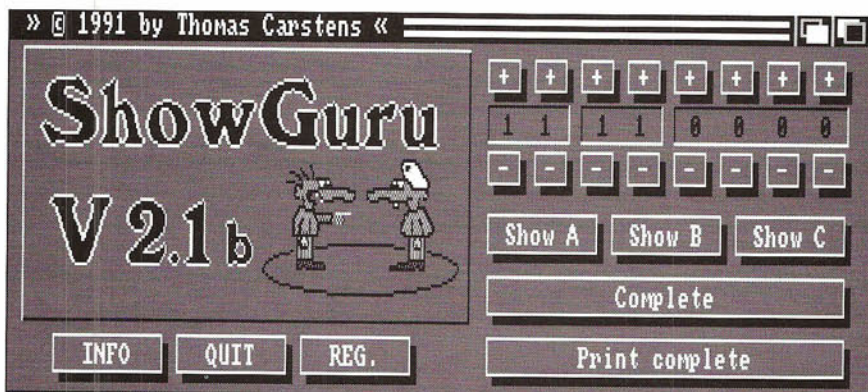 » © 1991 by Thomas Carstens «
ShowGuru
V 2.1 b
INFO QUIT REG.
+ + + + + + + +
1 1 1 1 0 0 0 0
- - - - - - - -
Show A Show B Show C
Complete
Print complete